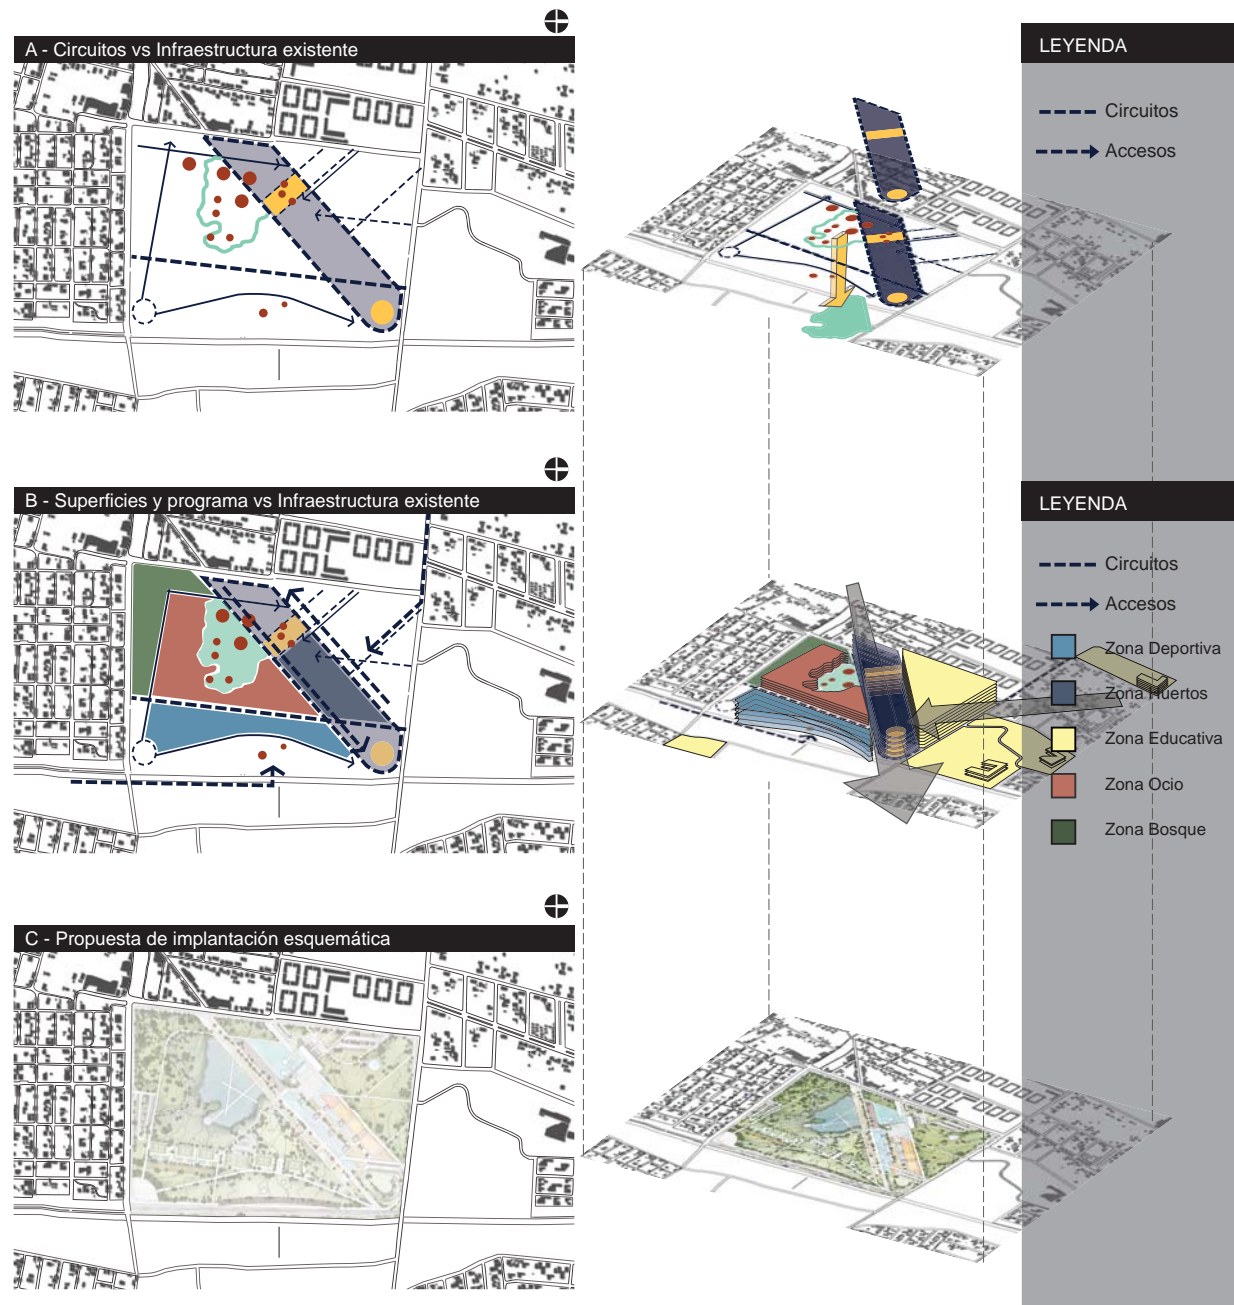 A - Circuitos vs Infraestructura existente
LEYENDA
Circuitos
Accesos
B - Superficies y programa vs Infraestructura existente
LEYENDA
Circuitos
Accesos
Zona Deportiva
Zona Huertos
Zona Educativa
Zona Ocio
Zona Bosque
C - Propuesta de implantación esquemática